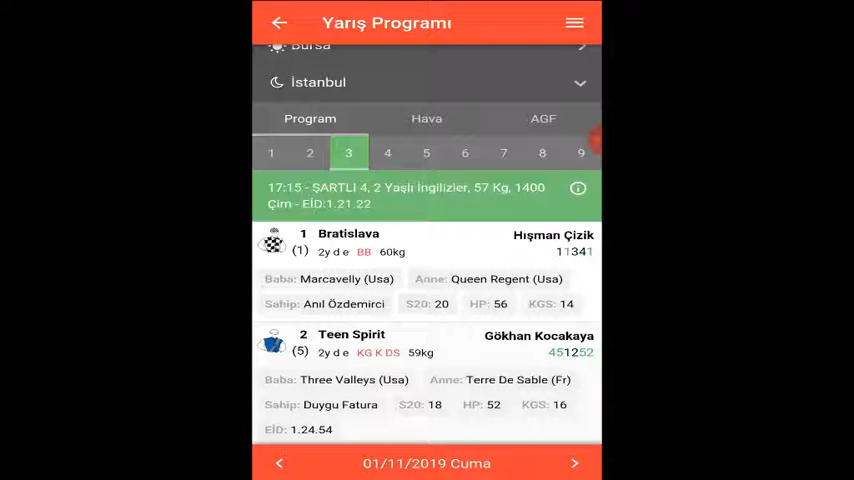 Yarış Programı
Bursa
İstanbul
Program Hava AGF
1 2 3 4 5 6 7 8 9
17:15 - ŞARTLI 4, 2 Yaşlı İngilizler, 57 Kg, 1400
Çim - EİD:1.21.22
1 Bratislava Hışman Çizik
(1) 2y d e BB 60kg 11341
Baba: Marcavelly (Usa) Anne: Queen Regent (Usa)
Sahip: Anıl Özdemirci S20: 20 HP: 56 KGS: 14
2 Teen Spirit Gökhan Kocakaya
(5) 2y d e KG K DS 59kg 451252
Baba: Three Valleys (Usa) Anne: Terre De Sable (Fr)
Sahip: Duygu Fatura S20: 18 HP: 52 KGS: 16
EİD: 1.24.54
01/11/2019 Cuma